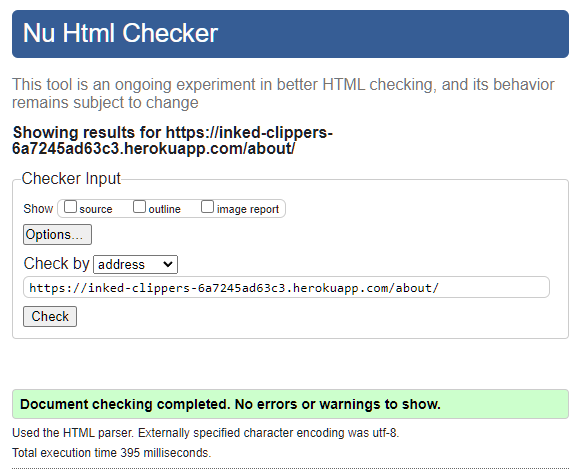 Nu Html Checker
This tool is an ongoing experiment in better HTML checking, and its behavior
remains subject to change
Showing results for https://inked-clippers-
6a7245ad63c3.herokuapp.com/about/
Checker Input
Show source outline image report
Options...
Check by address
https://inked-clippers-6a7245ad63c3.herokuapp.com/about/
Check
Document checking completed. No errors or warnings to show.
Used the HTML parser. Externally specified character encoding was utf-8.
Total execution time 395 milliseconds.